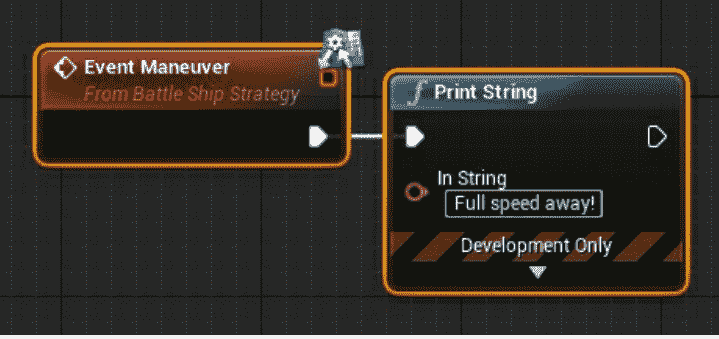 Event Maneuver
From Battle Ship Strategy
Print String
In String
Full speed away!
Development Only